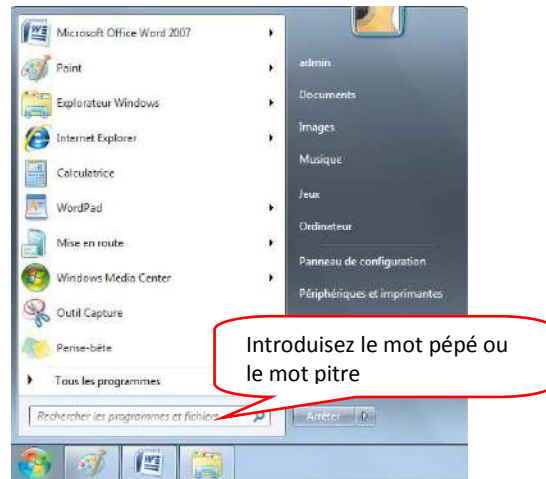 Microsoft Office Word 2007
Paint
Explorateur Windows
Internet Explorer
Calculatrice
WordPad
Mise en route
Windows Media Center
Outil Capture
Pense-bête
Tous les programmes
Rechercher les programmes et fichiers
admin
Documents
Images
Musique
Jeux
Ordinateur
Panneau de configuration
Périphériques et imprimantes
Arrêter
Introduisez le mot pépé ou
le mot pitre